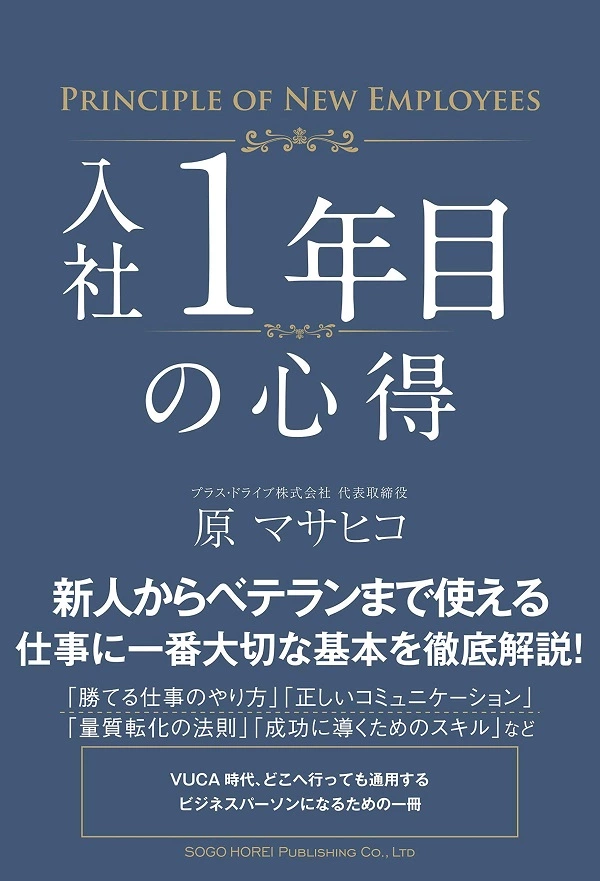 PRINCIPLE OF NEW EMPLOYEES
入社1年目
の心得
プラス・ドライブ株式会社 代表取締役
原 マサヒコ
新人からベテランまで使える
仕事に一番大切な基本を徹底解説!
「勝てる仕事のやり方」「正しいコミュニケーション」
「量質転化の法則」「成功に導くためのスキル」など
VUCA時代、どこへ行っても通用する
ビジネスパーソンになるための一冊
SOGO HOREI PUBLISHING CO., LTD